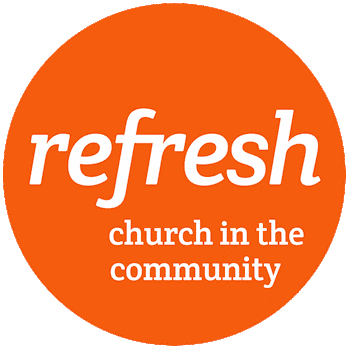 refresh
church in the
community